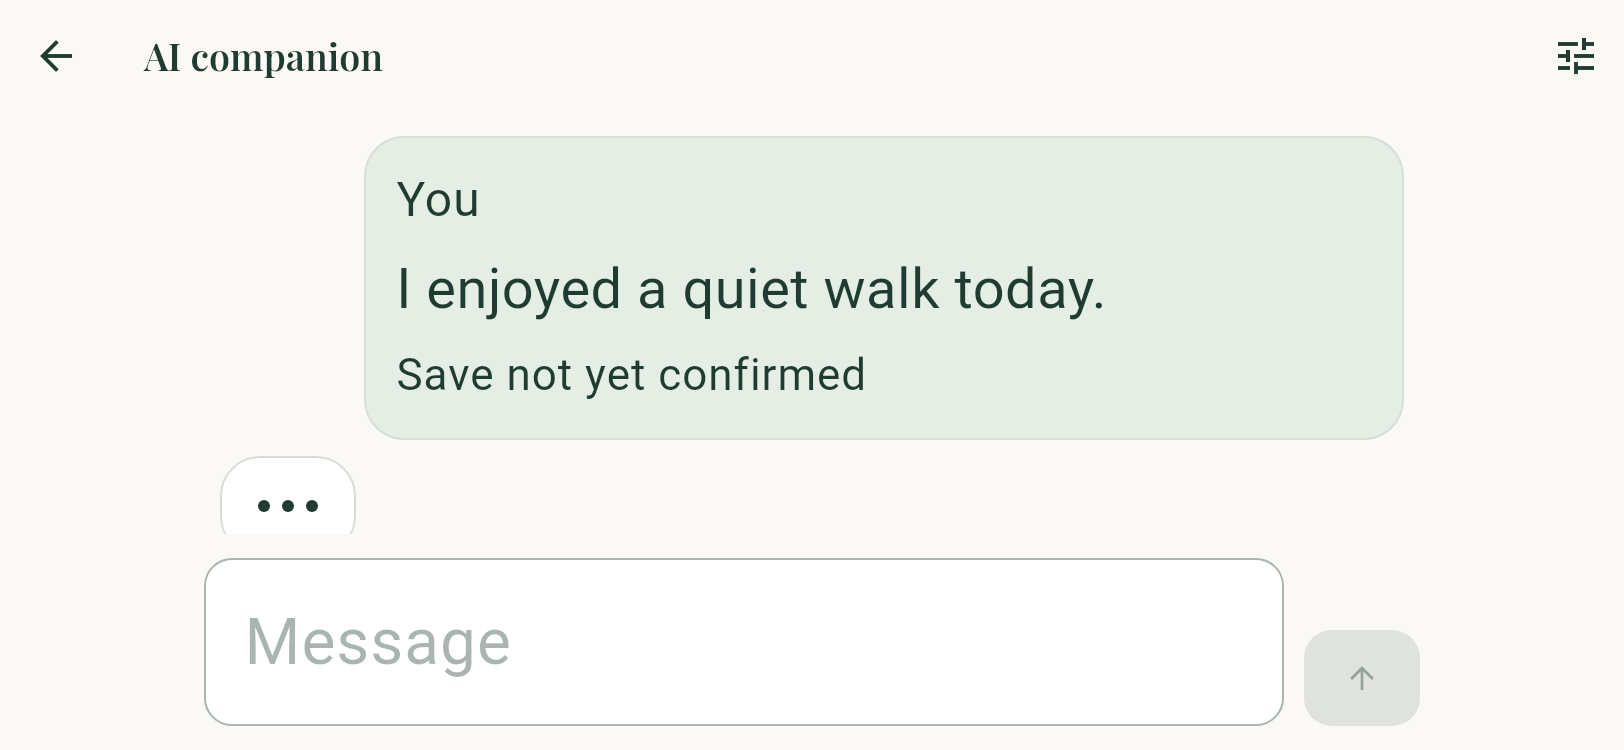 AI companion
You
I enjoyed a quiet walk today.
Save not yet confirmed
Message